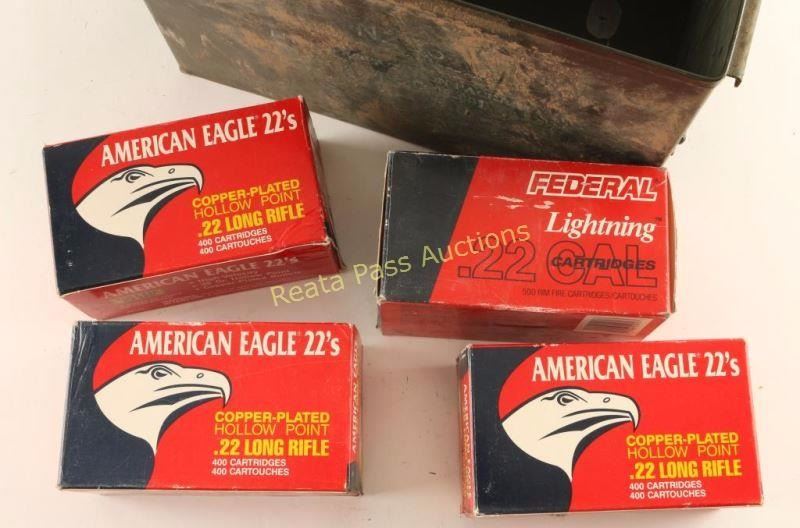 AMERICAN EAGLE 22's
COPPER-PLATED
HOLLOW POINT
.22 LONG RIFLE
400 CARTRIDGES
400 CARTOUCHES
AMERICAN EAGLE 22's
FEDERAL
Lightning™
.22 CAL
CARTRIDGES
500 RIM FIRE CARTRIDGES/CARTOUCHES
Reata Pass Auctions
AMERICAN EAGLE® 22's
COPPER-PLATED
HOLLOW POINT
.22 LONG RIFLE
400 CARTRIDGES
400 CARTOUCHES
AMERICAN EAGLE
AMERICAN EAGLE® 22's
COPPER-PLATED
HOLLOW POINT
.22 LONG RIFLE
400 CARTRIDGES
400 CARTOUCHES
AMERICAN EAGLE